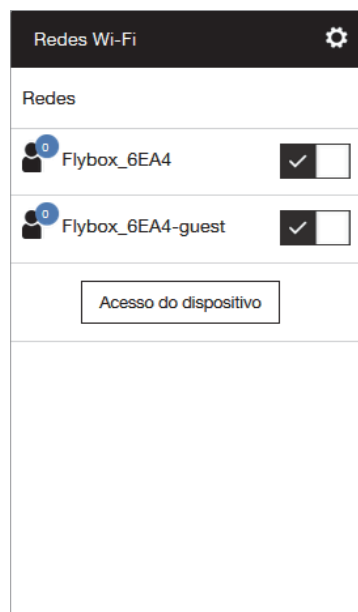 Redes Wi-Fi
Redes
0
Flybox_6EA4
0
Flybox_6EA4-guest
Acesso do dispositivo